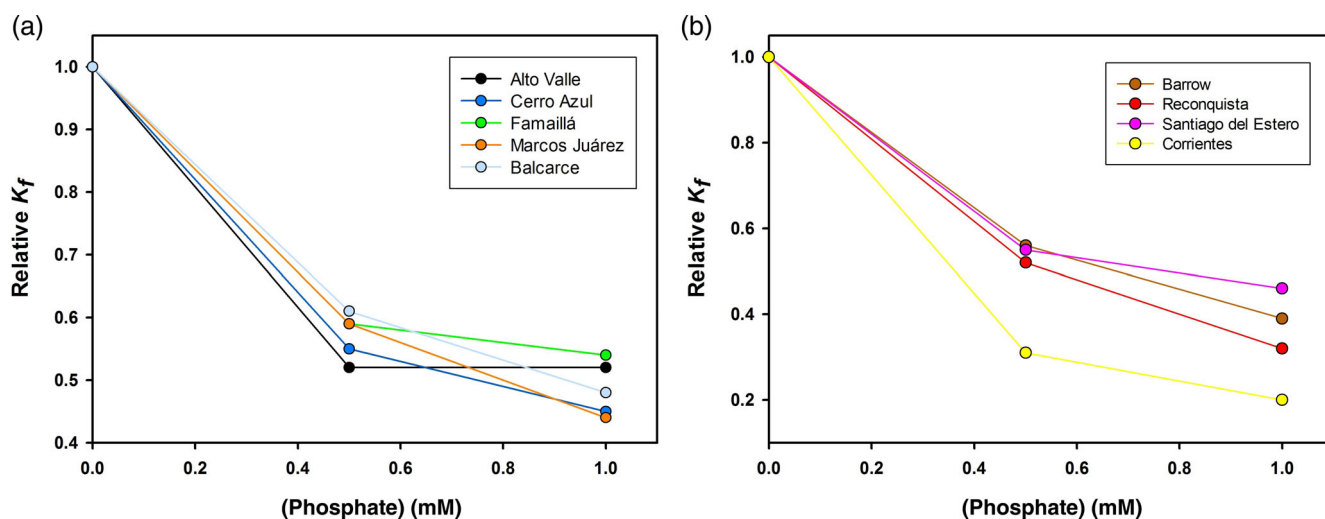 (a)
1.0
0.9
0.8
0.7
0.6
0.5
0.4
Relative Kf
0.0 0.2 0.4 0.6 0.8 1.0
(Phosphate) (mM)
Alto Valle
Cerro Azul
Famaillá
Marcos Juárez
Balcarce
(b)
1.0
0.8
0.6
0.4
0.2
Relative Kf
0.0 0.2 0.4 0.6 0.8 1.0
(Phosphate) (mM)
Barrow
Reconquista
Santiago del Estero
Corrientes